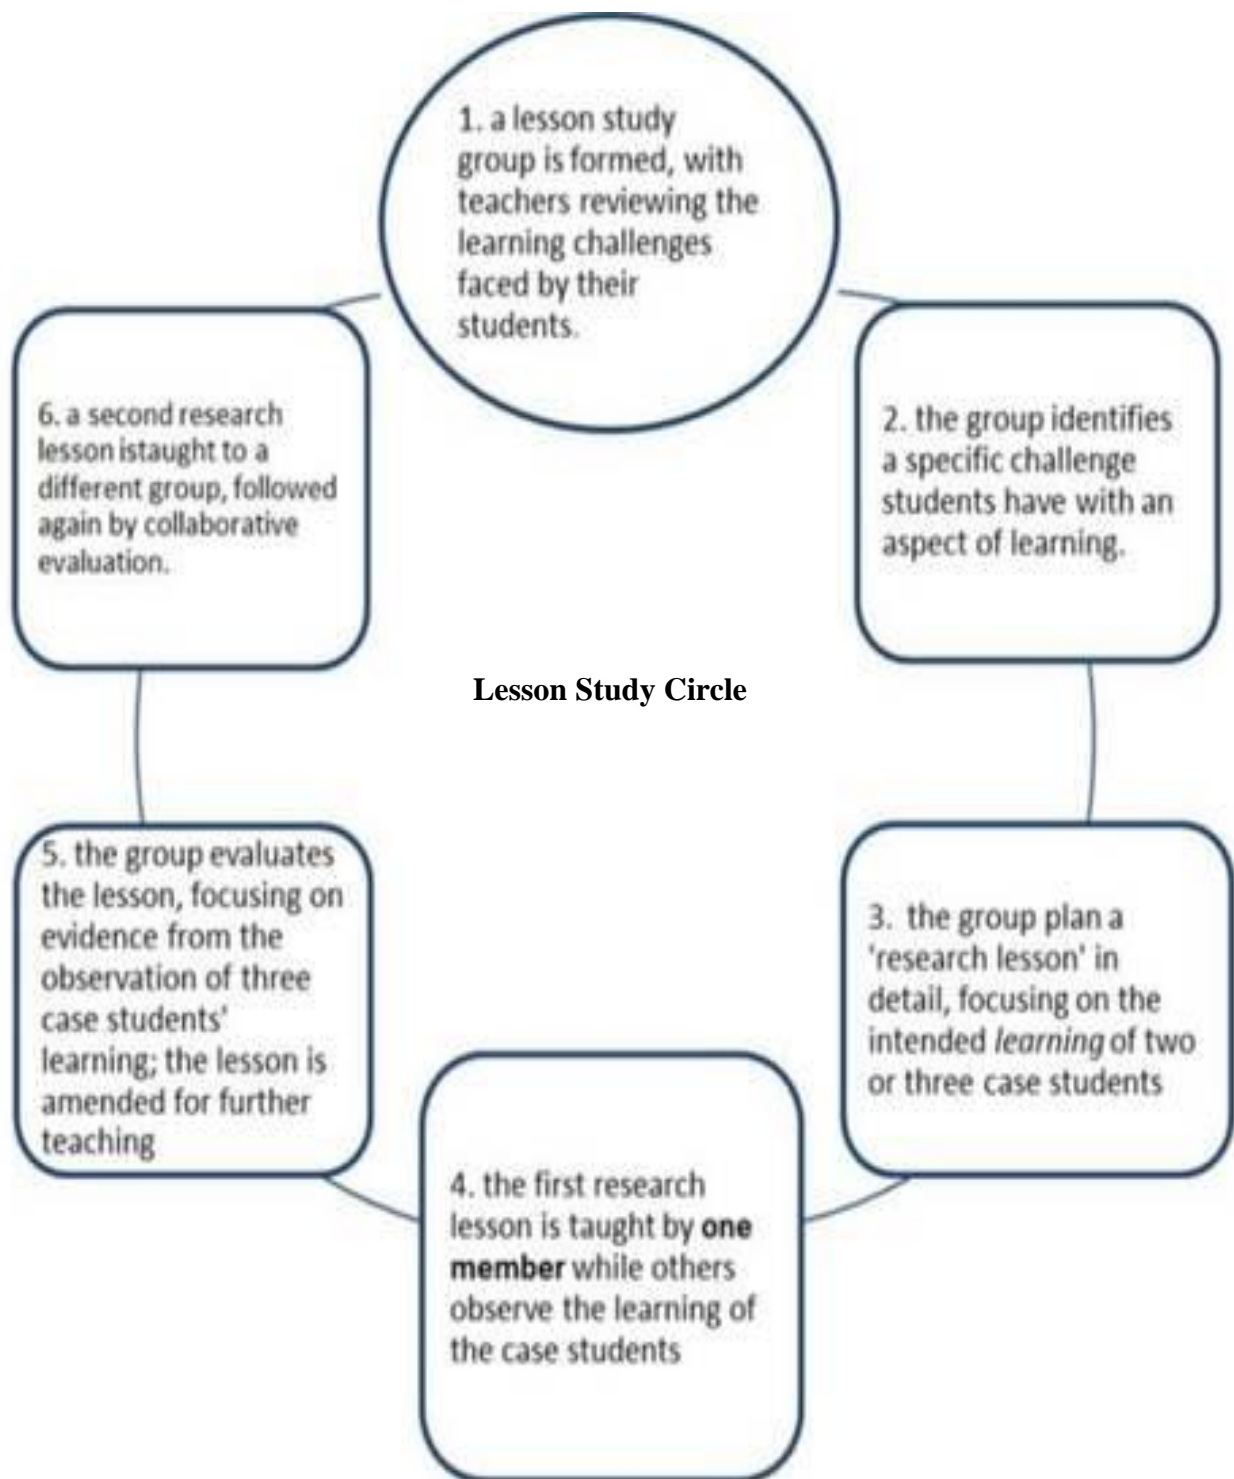 1. a lesson study
group is formed, with
teachers reviewing the
learning challenges
faced by their
students.
2. the group identifies
a specific challenge
students have with an
aspect of learning.
3. the group plan a
'research lesson' in
detail, focusing on the
intended learning of two
or three case students
4. the first research
lesson is taught by one
member while others
observe the learning of
the case students
5. the group evaluates
the lesson, focusing on
evidence from the
observation of three
case students'
learning; the lesson is
amended for further
teaching
6. a second research
lesson istaught to a
different group, followed
again by collaborative
evaluation.
Lesson Study Circle